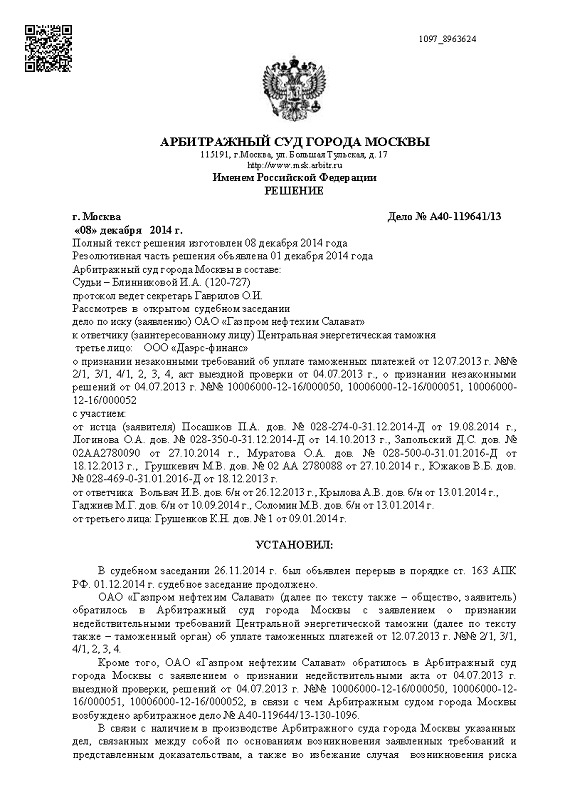 1097_8963624
АРБИТРАЖНЫЙ СУД ГОРОДА МОСКВЫ
115191, г.Москва, ул. Большая Тульская, д. 17
http://www.msk.arbitr.ru
Именем Российской Федерации
РЕШЕНИЕ
г. Москва Дело № А40-119641/13
«08» декабря 2014 г.
Полный текст решения изготовлен 08 декабря 2014 года
Резолютивная часть решения объявлена 01 декабря 2014 года
Арбитражный суд города Москвы в составе:
Судьи – Блинниковой И.А. (120-727)
протокол ведет секретарь Гаврилов О.И.
Рассмотрев в открытом судебном заседании
дело по иску (заявлению) ОАО «Газпром нефтехим Салават»
к ответчику (заинтересованному лицу) Центральная энергетическая таможня
третье лицо: ООО «Даэрс-финанс»
о признании незаконными требований об уплате таможенных платежей от 12.07.2013 г. №№
2/1, 3/1, 4/1, 2, 3, 4, акт выездной проверки от 04.07.2013 г., о признании незаконными
решений от 04.07.2013 г. №№ 10006000-12-16/000050, 10006000-12-16/000051, 10006000-
12-16/000052
с участием:
от истца (заявителя) Посашков П.А. дов. № 028-274-0-31.12.2014-Д от 19.08.2014 г.,
Логинова О.А. дов. № 028-350-0-31.12.2014-Д от 14.10.2013 г., Запольский Д.С. дов. №
02АА2780090 от 27.10.2014 г., Муратова О.А. дов. № 028-500-0-31.01.2016-Д от
18.12.2013 г., Грушкевич М.В. дов. № 02 АА 2780088 от 27.10.2014 г., Южаков В.Б. дов.
№ 028-469-0-31.01.2016-Д от 18.12.2013 г.
от ответчика Вольвач И.В. дов. б/н от 26.12.2013 г., Крылова А.В. дов. б/н от 13.01.2014 г.,
Гаджиев М.Г. дов. б/н от 10.09.2014 г., Соломин М.В. дов. б/н от 13.01.2014 г.
от третьего лица: Грушенков К.Н. дов. № 1 от 09.01.2014 г.
УСТАНОВИЛ:
В судебном заседании 26.11.2014 г. был объявлен перерыв в порядке ст. 163 АПК
РФ. 01.12.2014 г. судебное заседание продолжено.
ОАО «Газпром нефтехим Салават» (далее по тексту также – общество, заявитель)
обратилось в Арбитражный суд города Москвы с заявлением о признании
недействительными требований Центральной энергетической таможни (далее по тексту
также – таможенный орган) об уплате таможенных платежей от 12.07.2013 г. №№ 2/1, 3/1,
4/1, 2, 3, 4.
Кроме того, ОАО «Газпром нефтехим Салават» обратилось в Арбитражный суд
города Москвы с заявлением о признании недействительными акта от 04.07.2013 г.
выездной проверки, решений от 04.07.2013 г. №№ 10006000-12-16/000050, 10006000-12-
16/000051, 10006000-12-16/000052, в связи с чем Арбитражным судом города Москвы
возбуждено арбитражное дело № А40-119644/13-130-1096.
В связи с наличием в производстве Арбитражного суда города Москвы указанных
дел, связанных между собой по основаниям возникновения заявленных требований и
представленным доказательствам, а также во избежание случая возникновения риска